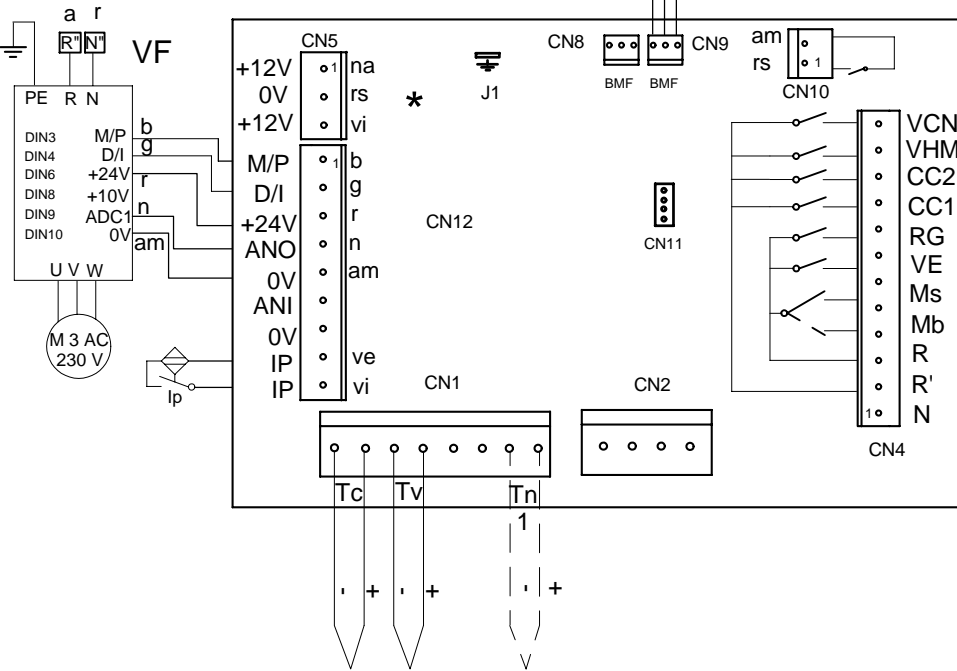 a r
R" N"
VF
PE R N
DIN3 M/P b
DIN4 D/I g
DIN6 +24V r
DIN8 +10V
DIN9 ADC1 n
DIN10 0V am
U V W
M 3 AC
230 V
Ip
CN5
+12V 1 na
0V rs
+12V vi
*
J1
CN8
BMF
CN9
BMF
am
rs 1
CN10
M/P 1 b
D/I g
+24V r
ANO n
0V am
ANI
0V
IP ve
IP vi
CN12
CN11
VCN
VHM
CC2
CC1
RG
VE
Ms
Mb
R
R'
1 N
CN4
CN1
CN2
Tc Tv Tn
1
- + - + - +